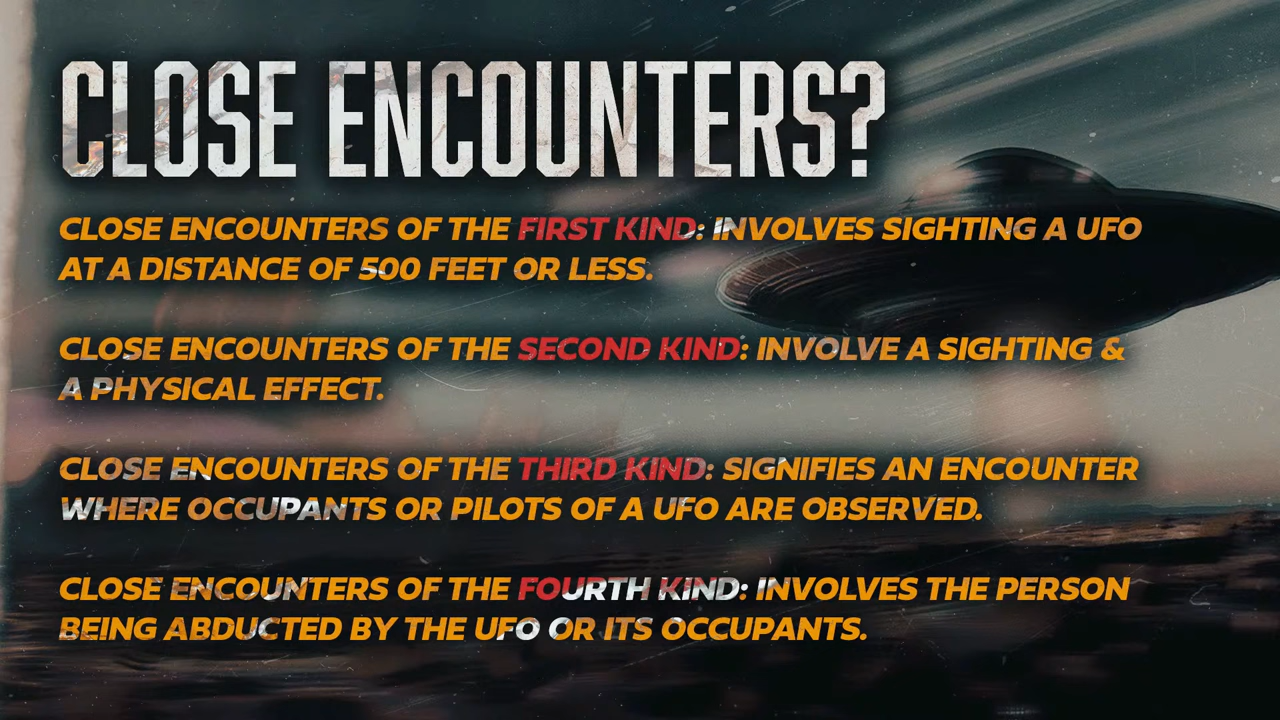 CLOSE ENCOUNTERS?
CLOSE ENCOUNTERS OF THE FIRST KIND: INVOLVES SIGHTING A UFO
AT A DISTANCE OF 500 FEET OR LESS.
CLOSE ENCOUNTERS OF THE SECOND KIND: INVOLVE A SIGHTING &
A PHYSICAL EFFECT.
CLOSE ENCOUNTERS OF THE THIRD KIND: SIGNIFIES AN ENCOUNTER
WHERE OCCUPANTS OR PILOTS OF A UFO ARE OBSERVED.
CLOSE ENCOUNTERS OF THE FOURTH KIND: INVOLVES THE PERSON
BEING ABDUCTED BY THE UFO OR ITS OCCUPANTS.